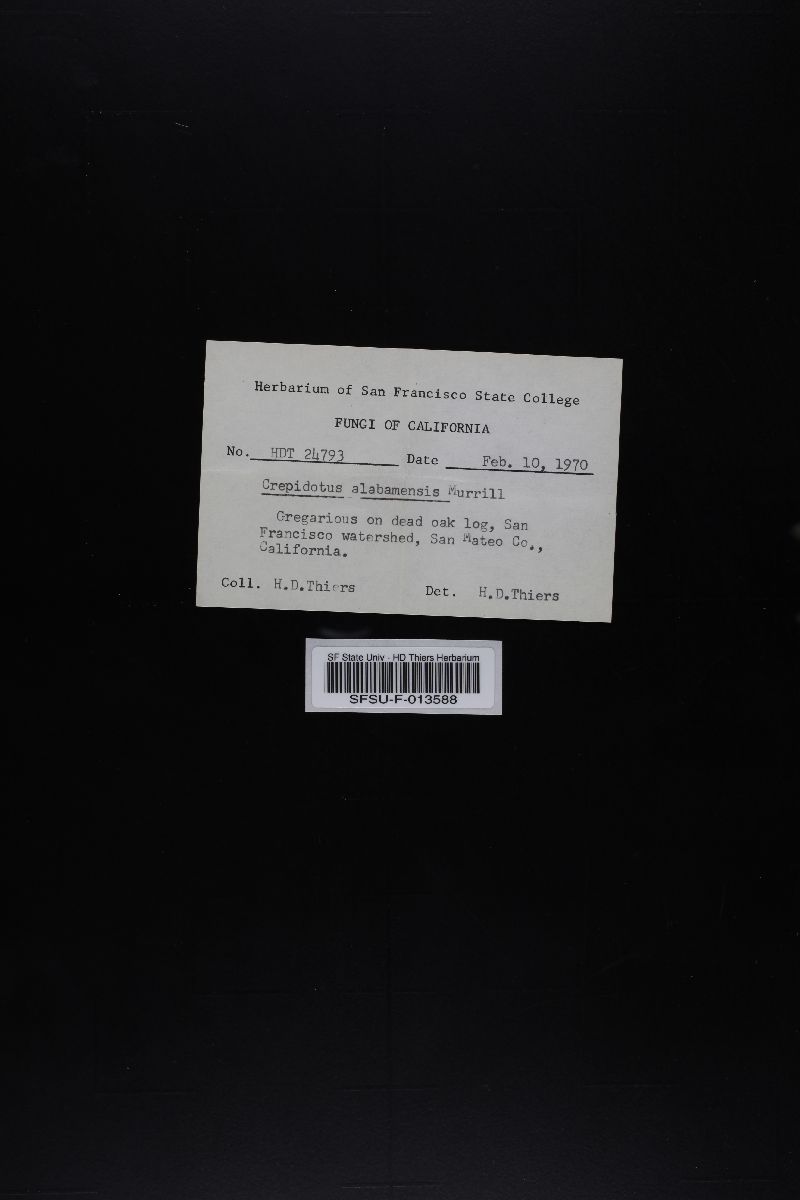 Herbarium of San Francisco State College
FUNGI OF CALIFORNIA
No. HDT 24793 Date Feb. 10, 1970
Crepidotus alabamensis Murrill
Gregarious on dead oak log, San
Francisco watershed, San Mateo Co.,
California.
Coll. H.D.Thiers Det. H.D.Thiers
SF State Univ - HD Thiers Herbarium
SFSU-F-013588